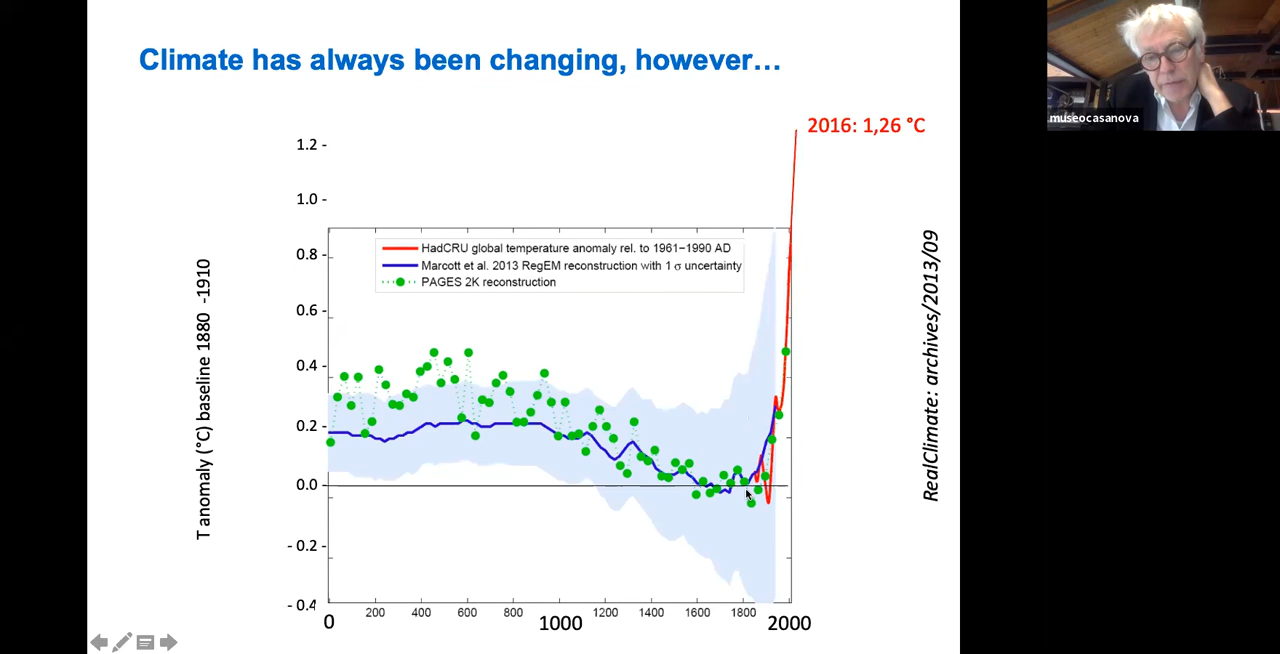 Climate has always been changing, however…
museocasanova
2016: 1,26 °C
1.2 -
1.0 -
0.8 -
0.6 -
0.4 -
0.2 -
0.0 -
- 0.2 -
- 0.4
HadCRU global temperature anomaly rel. to 1961−1990 AD
Marcott et al. 2013 RegEM reconstruction with 1 σ uncertainty
PAGES 2K reconstruction
T anomaly (°C) baseline 1880 -1910
RealClimate: archives/2013/09
200 400 600 800 1200 1400 1600 1800
0 1000 2000